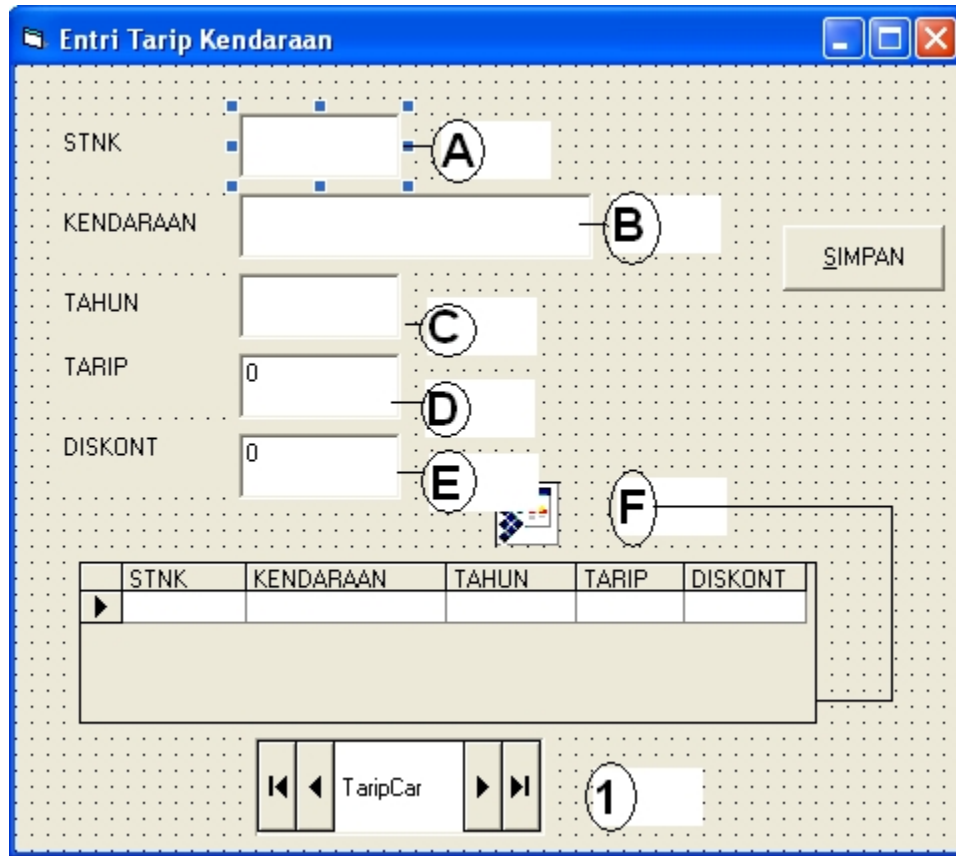 Entri Tarip Kendaraan
STNK
A
KENDARAAN
B
SIMPAN
TAHUN
C
TARIP
0
D
DISKONT
0
E
F
STNK KENDARAAN TAHUN TARIP DISKONT
TaripCar
1